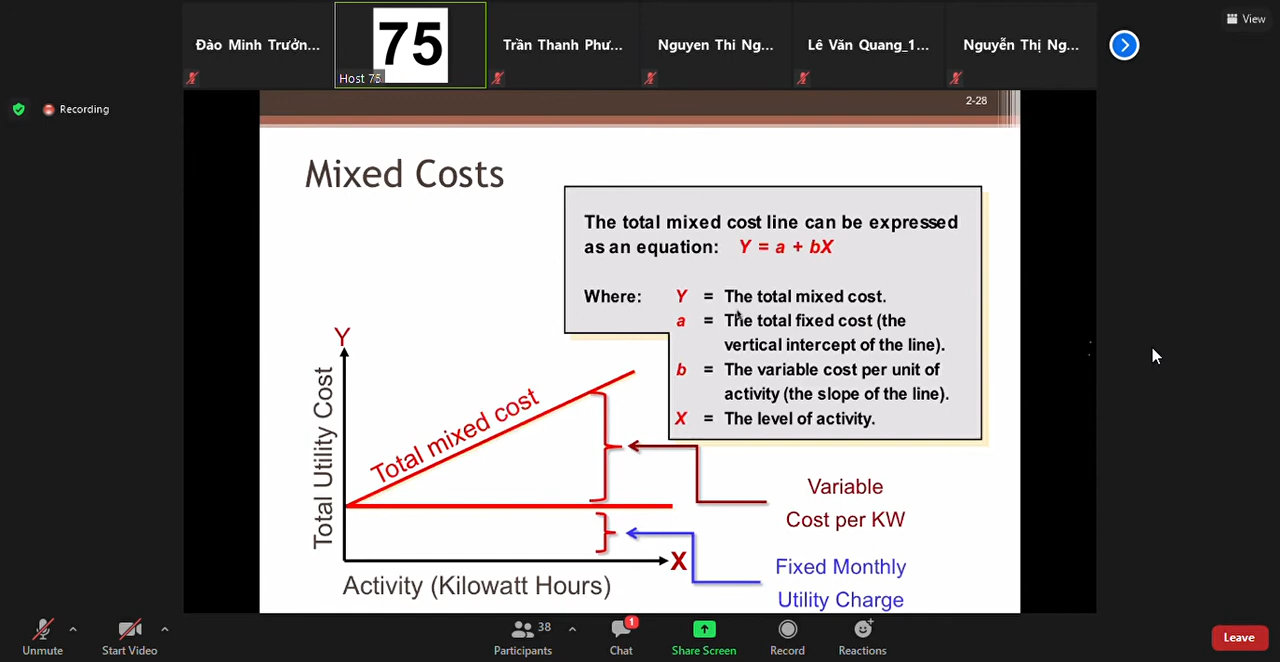 View
Đào Minh Trưởn...
75
Trần Thanh Phư...
Nguyen Thi Ng...
Lê Văn Quang_1...
Nguyễn Thị Ng...
Host 75
Recording
2-28
Mixed Costs
The total mixed cost line can be expressed
as an equation: Y = a + bX
Where: Y = The total mixed cost.
a = The total fixed cost (the
vertical intercept of the line).
b = The variable cost per unit of
activity (the slope of the line).
X = The level of activity.
Y
Total Utility Cost
Total mixed cost
X
Activity (Kilowatt Hours)
Variable
Cost per KW
Fixed Monthly
Utility Charge
Unmute
Start Video
38
Participants
1
Chat
Share Screen
Record
Reactions
Leave